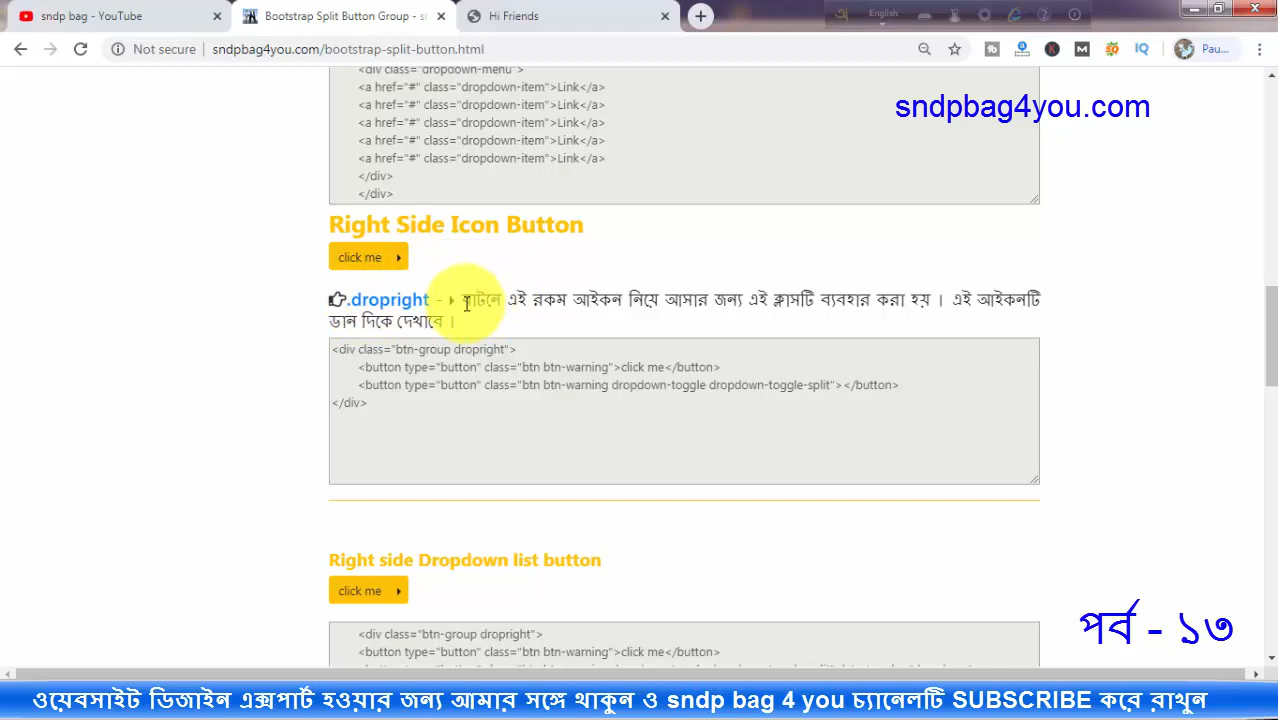 sndp bag - YouTube
Bootstrap Split Button Group - s
Hi Friends
English
Not secure
sndpbag4you.com/bootstrap-split-button.html
IQ
Pau...
<div class="dropdown-menu">
<a href="#" class="dropdown-item">Link</a>
<a href="#" class="dropdown-item">Link</a>
<a href="#" class="dropdown-item">Link</a>
<a href="#" class="dropdown-item">Link</a>
<a href="#" class="dropdown-item">Link</a>
</div>
</div>
sndpbag4you.com
Right Side Icon Button
click me
.dropright - বাটনে এই রকম আইকন নিয়ে আসার জন্য এই ক্লাসটি ব্যবহার করা হয় । এই আইকনটি
ডান দিকে দেখাবে ।
<div class="btn-group dropright">
<button type="button" class="btn btn-warning">click me</button>
<button type="button" class="btn btn-warning dropdown-toggle dropdown-toggle-split"></button>
</div>
Right side Dropdown list button
click me
<div class="btn-group dropright">
<button type="button" class="btn btn-warning">click me</button>
পর্ব - ১৩
ওয়েবসাইট ডিজাইন এক্সপার্ট হওয়ার জন্য আমার সঙ্গে থাকুন ও sndp bag 4 you চ্যানেলটি SUBSCRIBE করে রাখুন